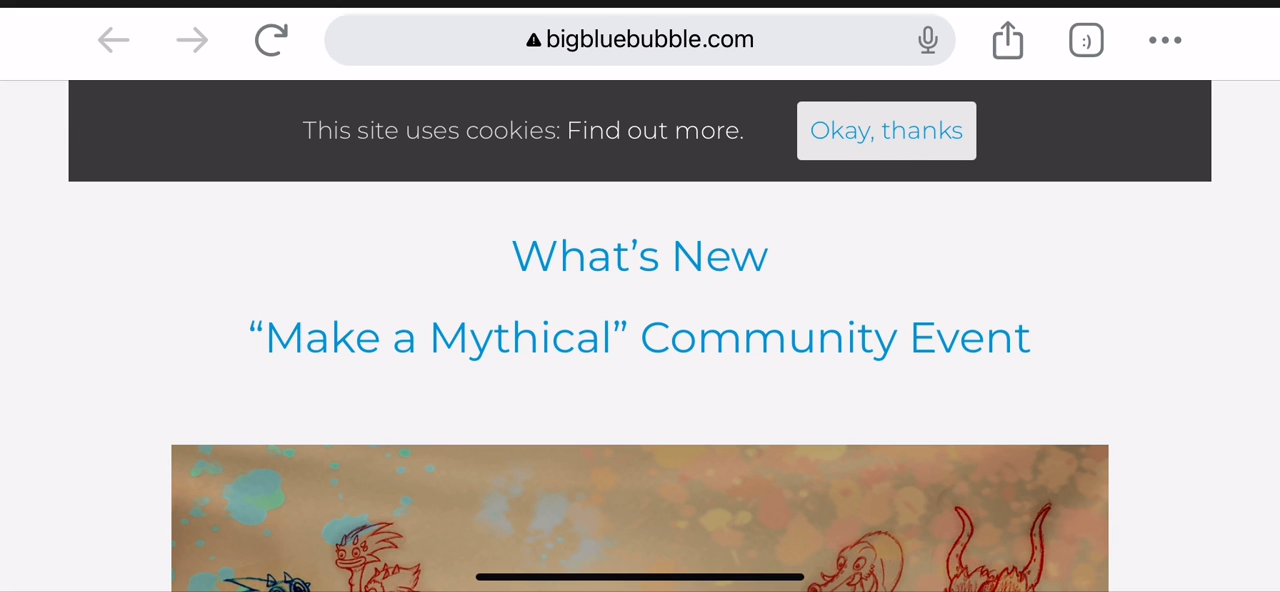 bigbluebubble.com
:)
This site uses cookies: Find out more.
Okay, thanks
What’s New
“Make a Mythical” Community Event